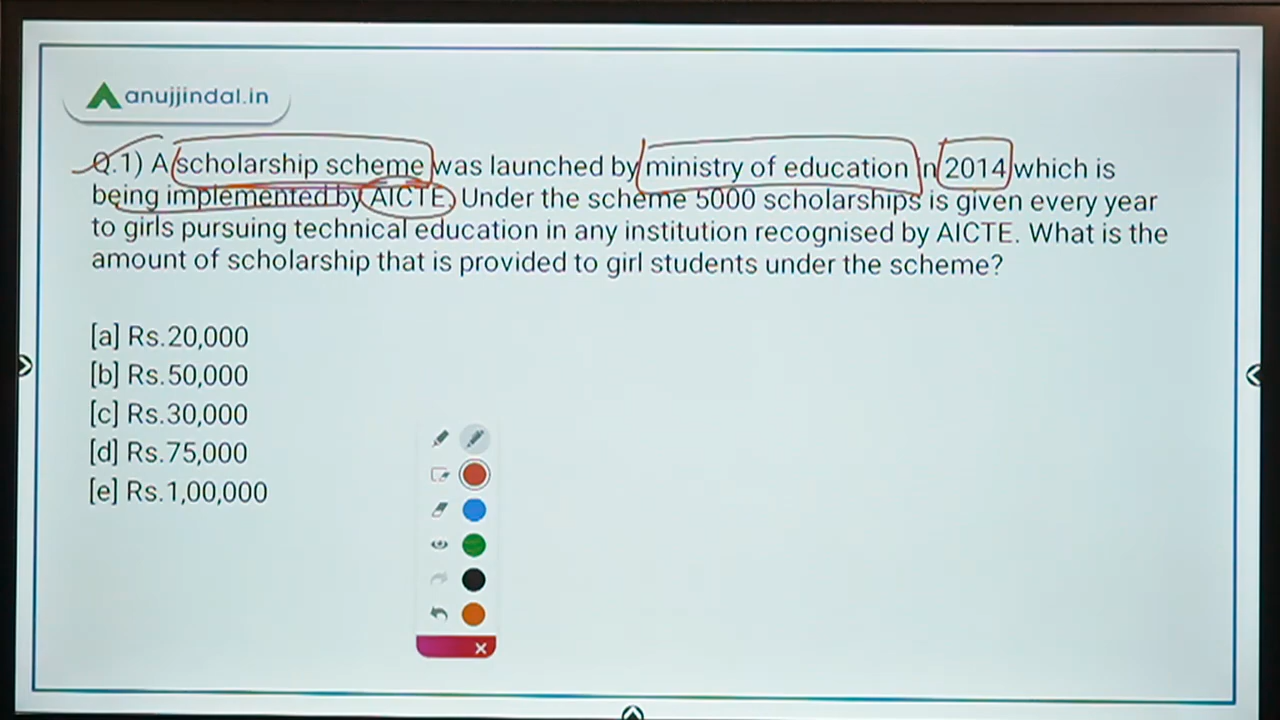 anujjindal.in
Q.1) A scholarship scheme was launched by ministry of education in 2014 which is
being implemented by AICTE. Under the scheme 5000 scholarships is given every year
to girls pursuing technical education in any institution recognised by AICTE. What is the
amount of scholarship that is provided to girl students under the scheme?
[a] Rs.20,000
[b] Rs.50,000
[c] Rs.30,000
[d] Rs.75,000
[e] Rs.1,00,000